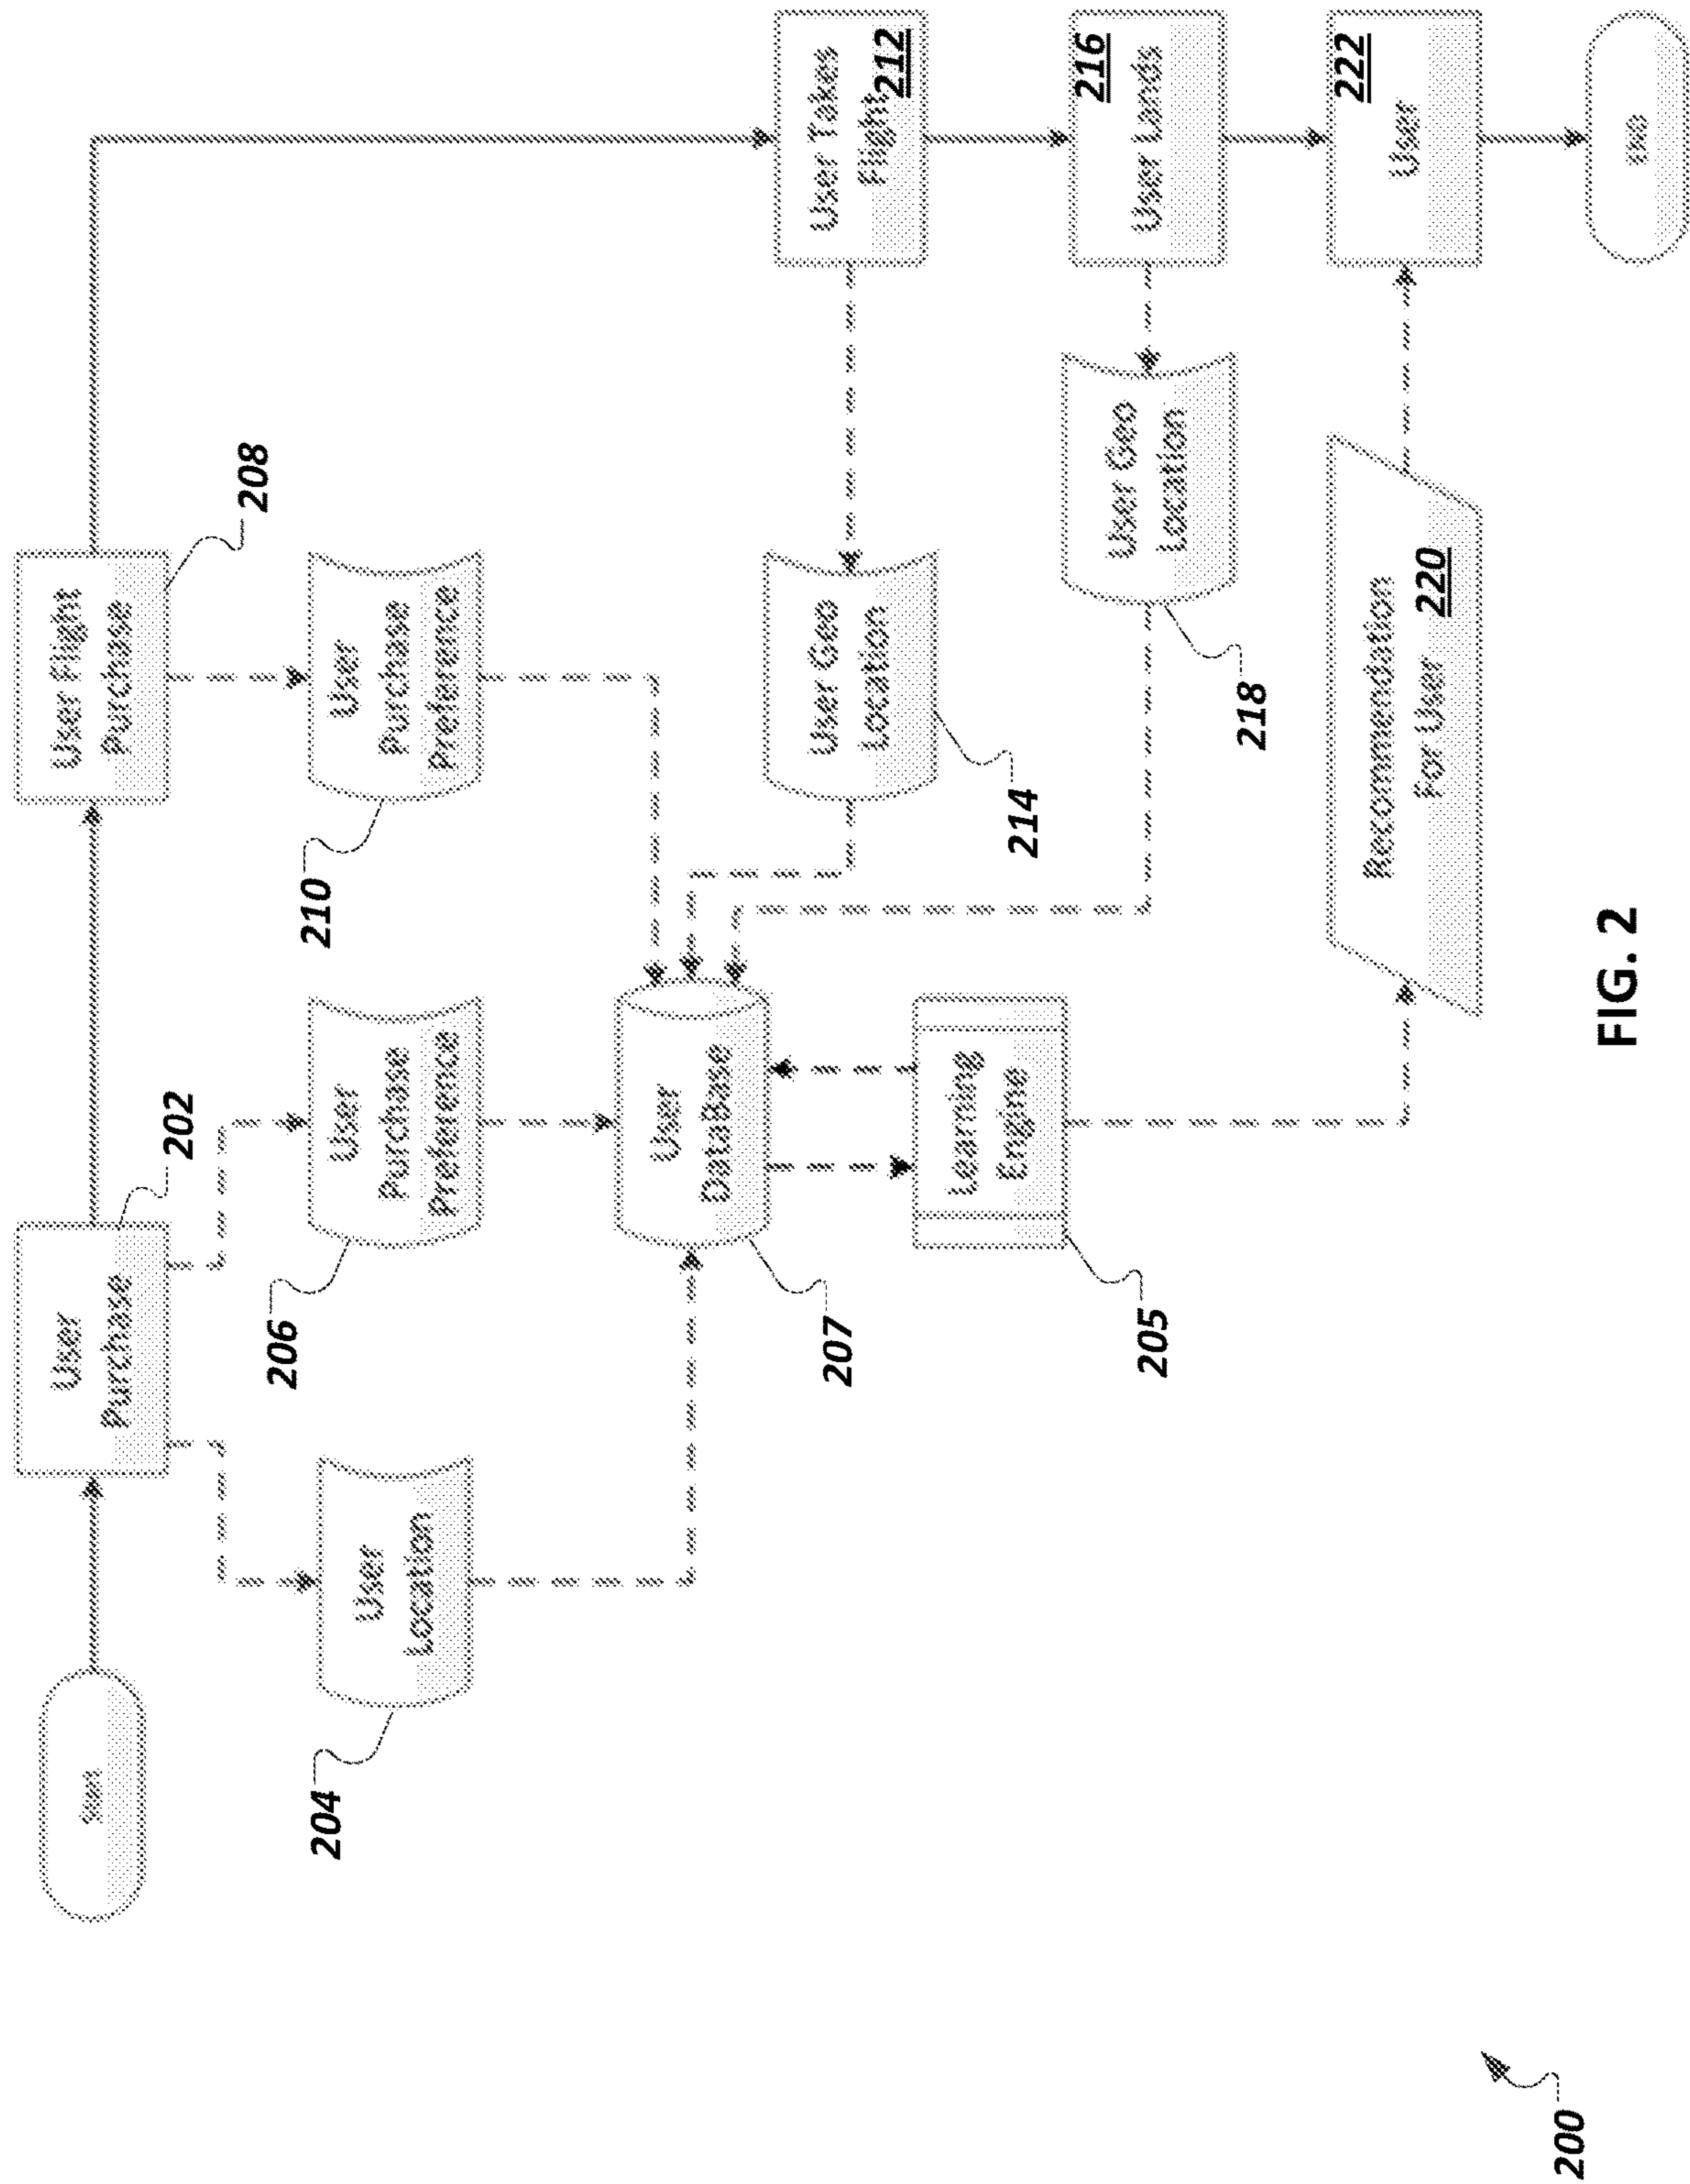 Start
User
Purchase
202
User Flight
Purchase
208
User
Location
204
User
Purchase
Preference
206
User
Purchase
Preference
210
User
DataBase
207
User Geo
Location
214
User Takes
Flight
212
Learning
Engine
205
User Geo
Location
218
216
User Lands
Recommendation
For User
220
222
User
END
200
FIG. 2